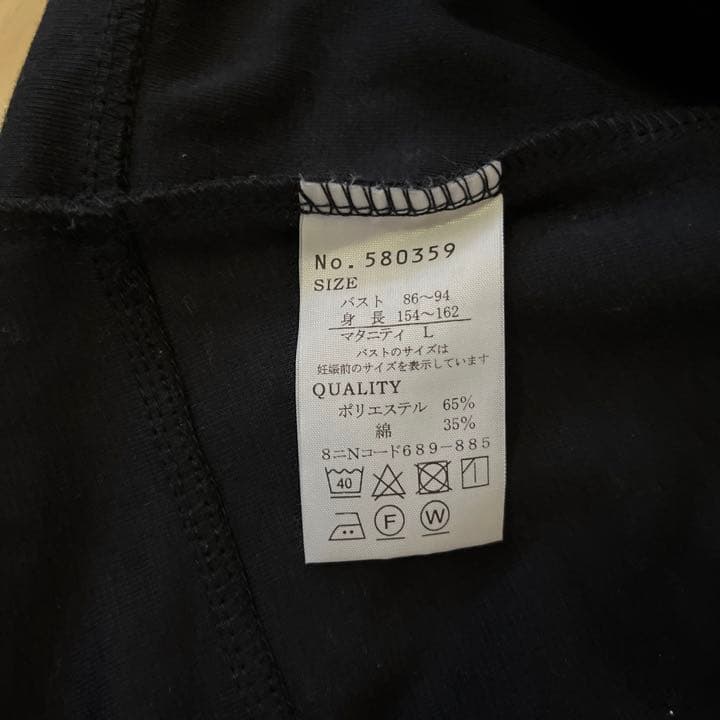 No.580359
SIZE
バスト 86～94
身 長 154～162
マタニティ L
バストのサイズは
妊娠前のサイズを表示しています
QUALITY
ポリエステル 65%
綿 35%
8ニNコード689-885
40
F W